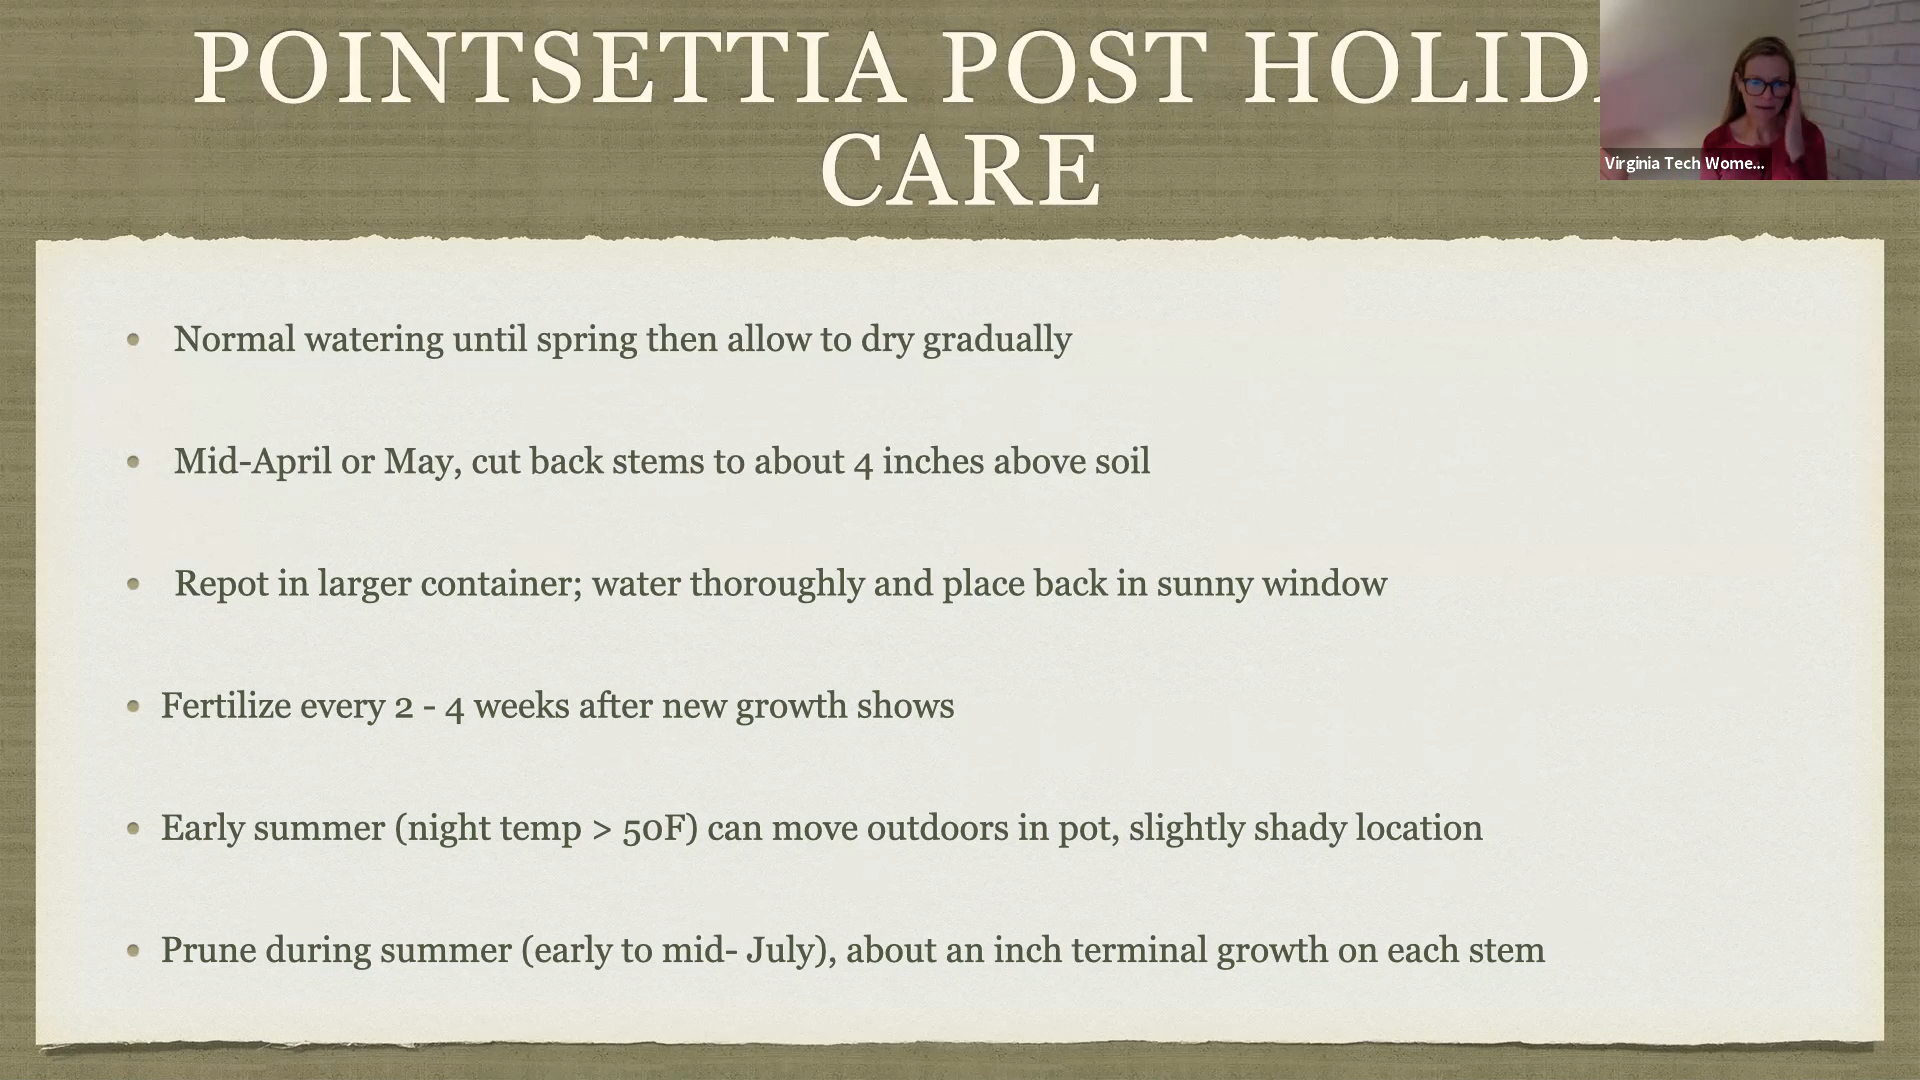 POINTSETTIA POST HOLID
CARE
Virginia Tech Wome...
• Normal watering until spring then allow to dry gradually
• Mid-April or May, cut back stems to about 4 inches above soil
• Repot in larger container; water thoroughly and place back in sunny window
• Fertilize every 2 - 4 weeks after new growth shows
• Early summer (night temp > 50F) can move outdoors in pot, slightly shady location
• Prune during summer (early to mid- July), about an inch terminal growth on each stem